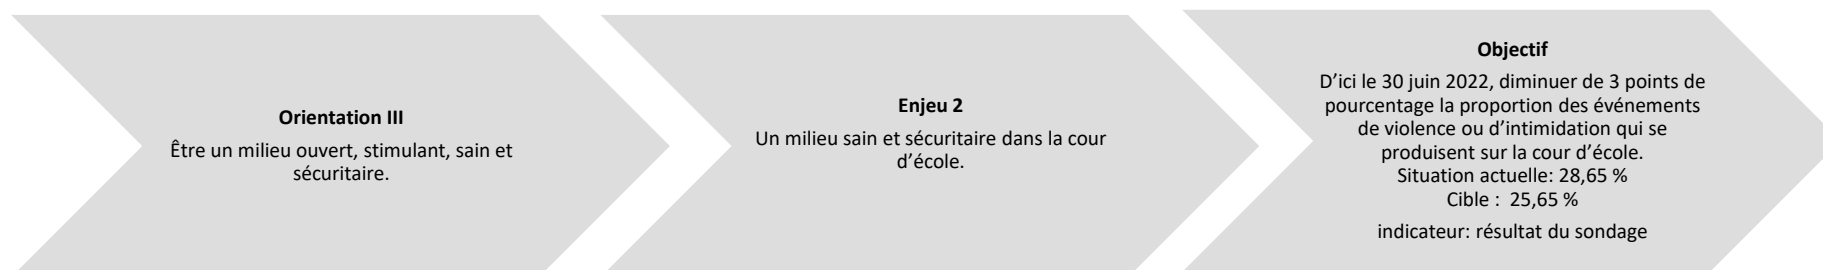 Orientation III
Être un milieu ouvert, stimulant, sain et
sécuritaire.
Enjeu 2
Un milieu sain et sécuritaire dans la cour
d’école.
Objectif
D’ici le 30 juin 2022, diminuer de 3 points de
pourcentage la proportion des événements
de violence ou d’intimidation qui se
produisent sur la cour d’école.
Situation actuelle: 28,65 %
Cible :  25,65 %
indicateur: résultat du sondage